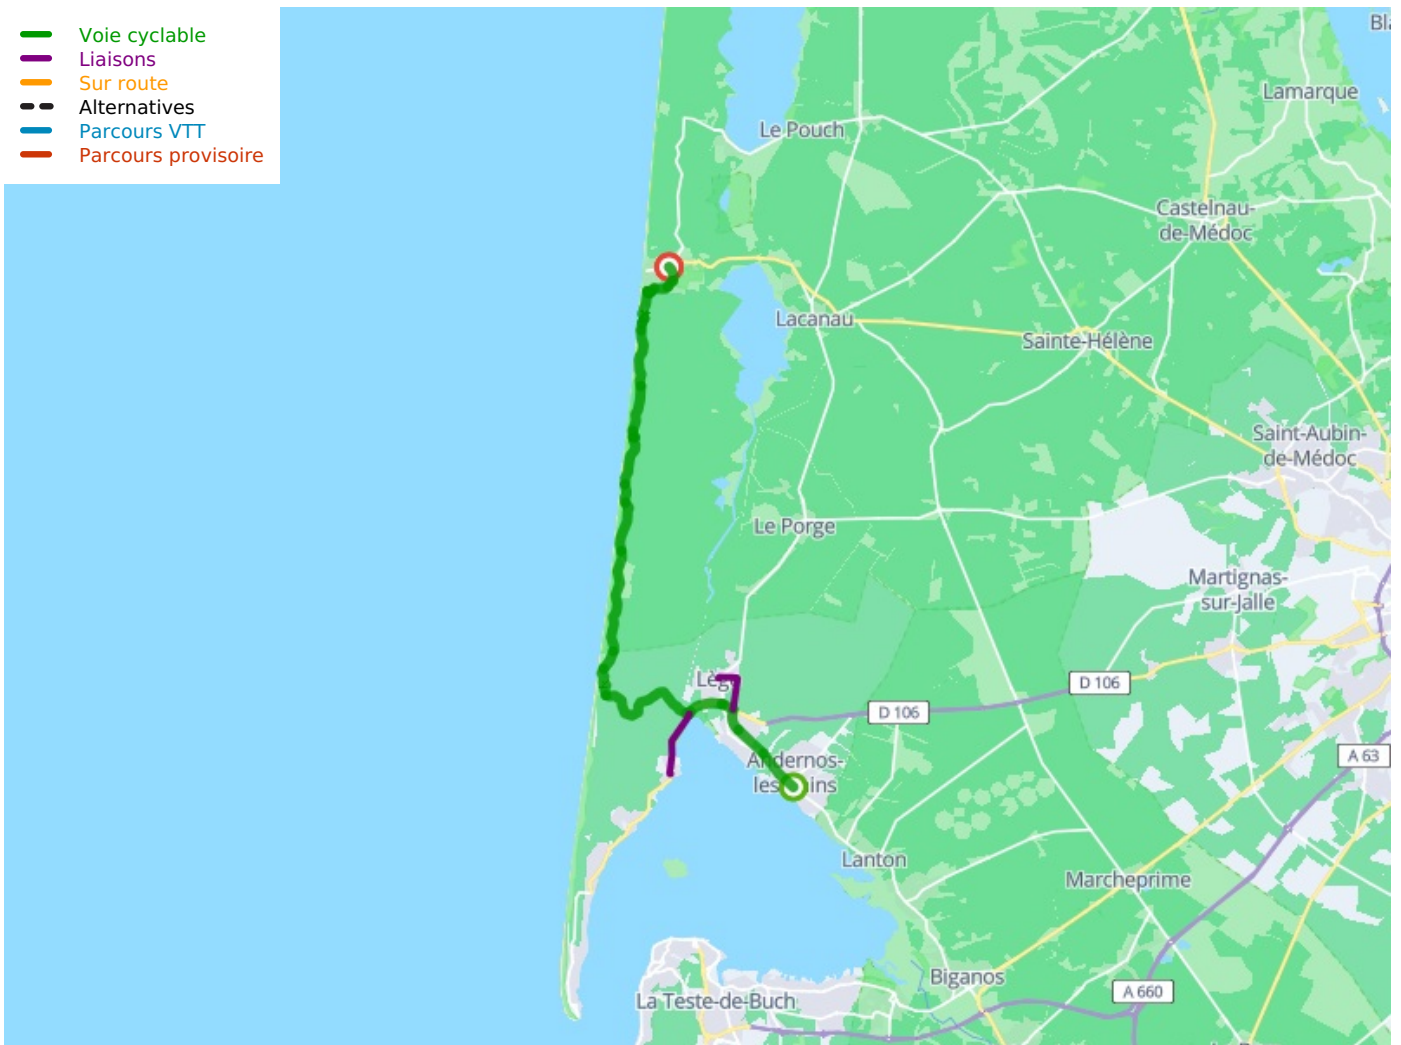 Voie cyclable
Liaisons
Sur route
Alternatives
Parcours VTT
Parcours provisoire
Lamarque
Le Pouch
Castelnau-
de-Médoc
Lacanau
Sainte-Hélène
Saint-Aubin-
de-Médoc
Le Porge
Martignas-
sur-Jalle
D 106
D 106
A 63
Lanton
Marcheprime
Biganos
La Teste-de-Buch
A 660